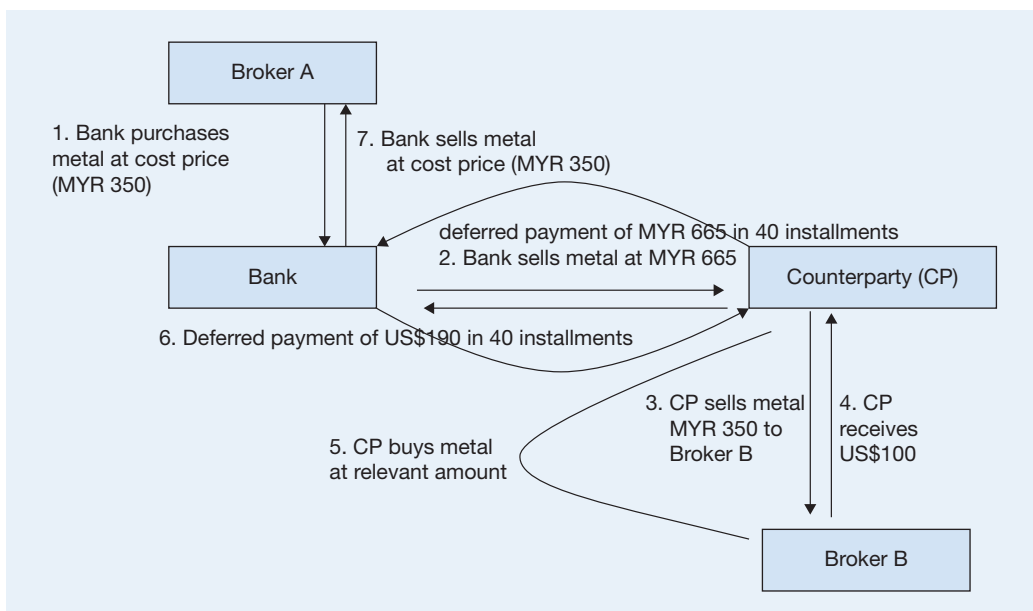 Broker A
1. Bank purchases
metal at cost price
(MYR 350)
7. Bank sells metal
at cost price (MYR 350)
deferred payment of MYR 665 in 40 installments
2. Bank sells metal at MYR 665
Bank
Counterparty (CP)
6. Deferred payment of US$190 in 40 installments
3. CP sells metal
MYR 350 to
Broker B
4. CP
receives
US$100
5. CP buys metal
at relevant amount
Broker B